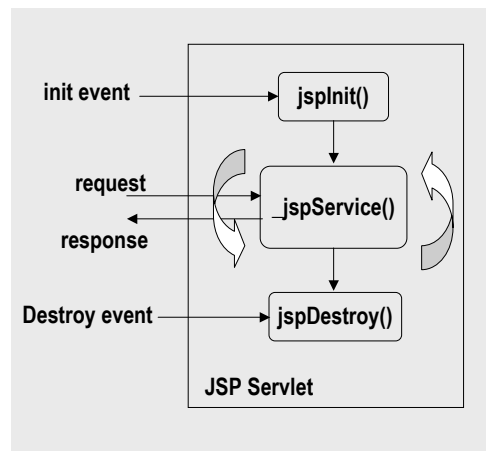 init event
jspInit()
request
_jspService()
response
Destroy event
jspDestroy()
JSP Servlet